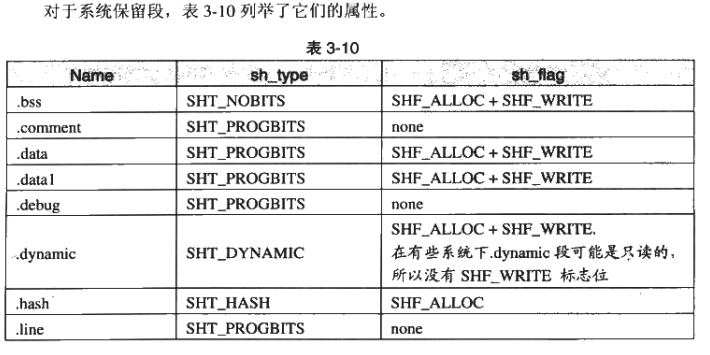 对于系统保留段，表 3-10 列举了它们的属性。
表 3-10
Name sh_type sh_flag
.bss SHT_NOBITS SHF_ALLOC + SHF_WRITE
.comment SHT_PROGBITS none
.data SHT_PROGBITS SHF_ALLOC + SHF_WRITE
.data1 SHT_PROGBITS SHF_ALLOC + SHF_WRITE
.debug SHT_PROGBITS none
.dynamic SHT_DYNAMIC SHF_ALLOC + SHF_WRITE.
在有些系统下.dynamic 段可能是只读的，
所以没有 SHF_WRITE 标志位
.hash SHT_HASH SHF_ALLOC
.line SHT_PROGBITS none